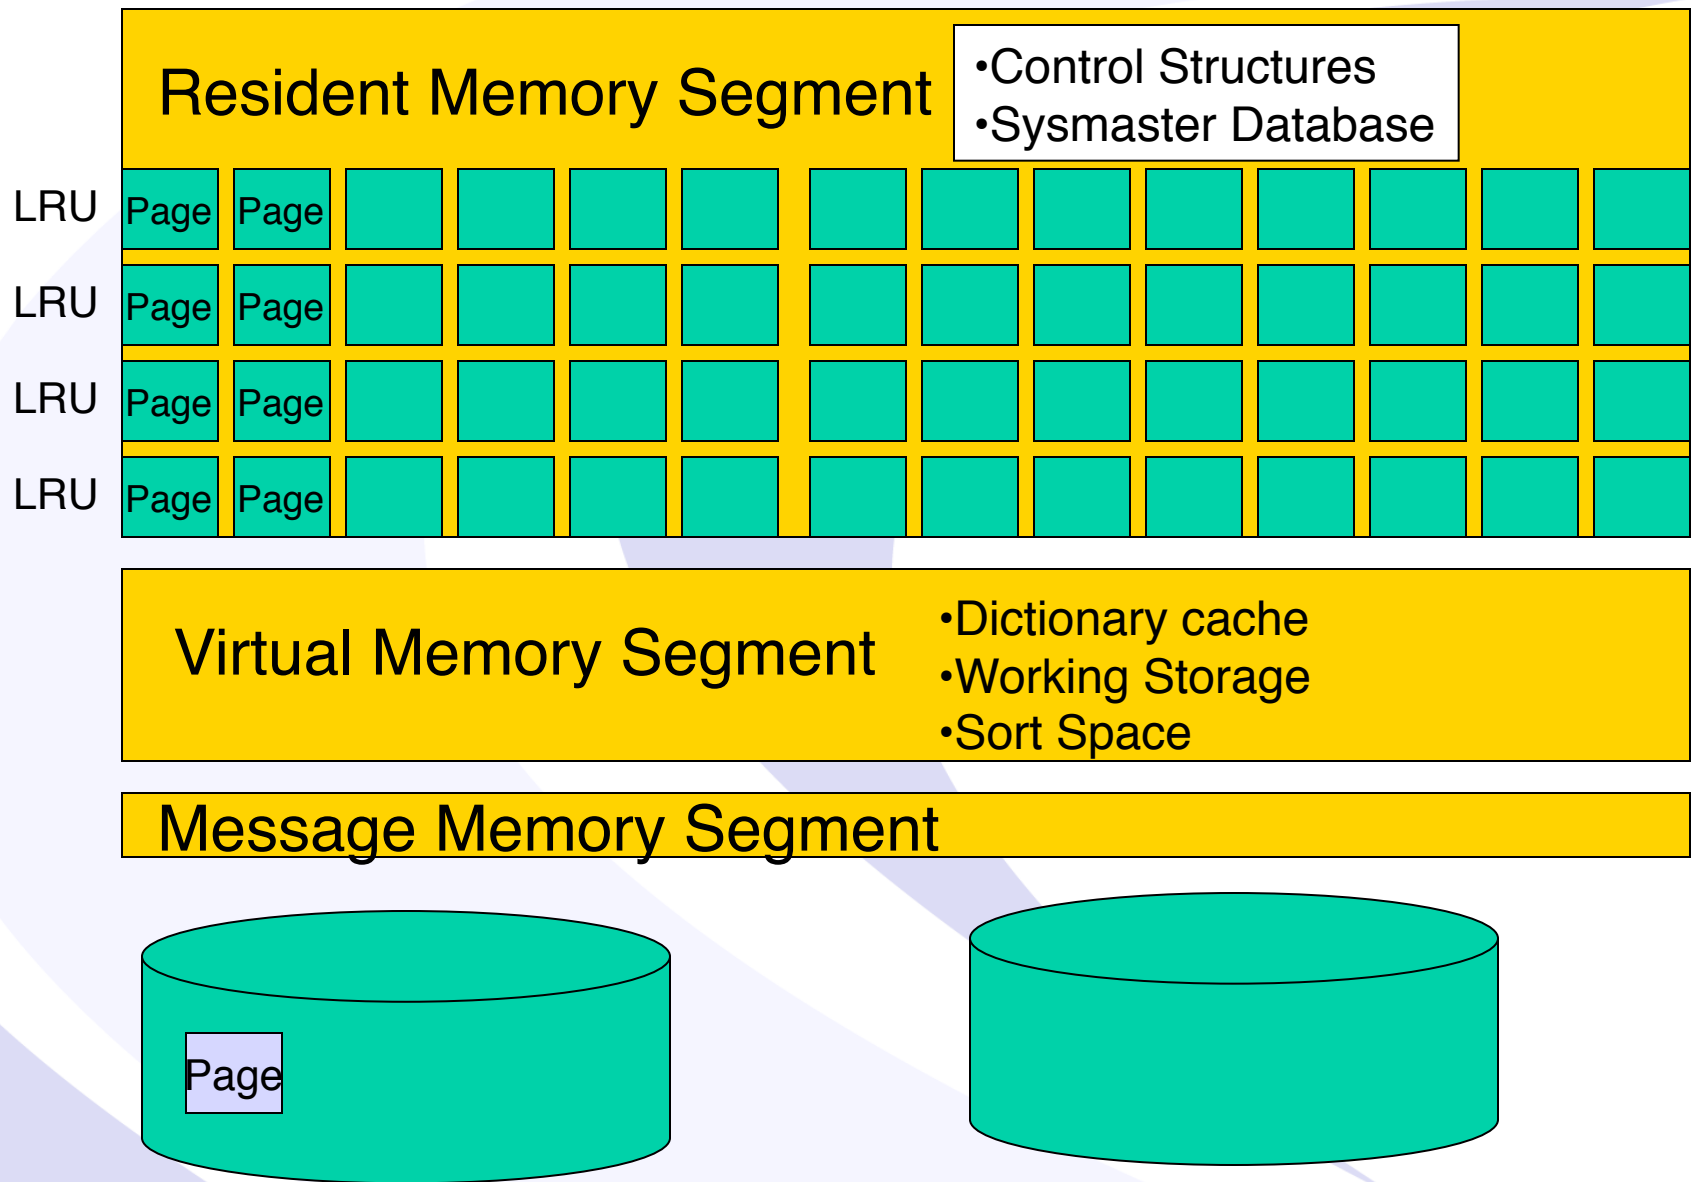 Resident Memory Segment
•Control Structures
•Sysmaster Database
LRU Page Page
LRU Page Page
LRU Page Page
LRU Page Page
Virtual Memory Segment
•Dictionary cache
•Working Storage
•Sort Space
Message Memory Segment
Page